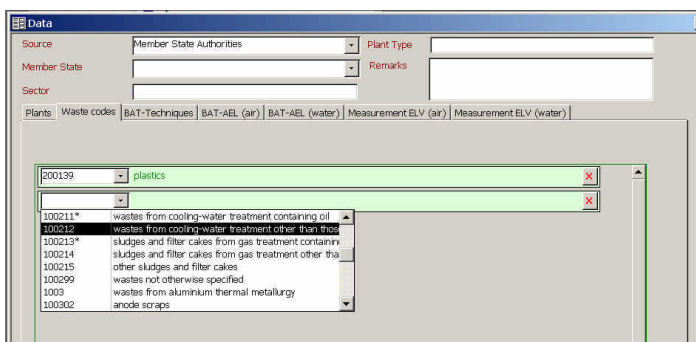 Data
Source Member State Authorities Plant Type
Member State Remarks
Sector
Plants Waste codes BAT-Techniques BAT-AEL (air) BAT-AEL (water) Measurement ELV (air) Measurement ELV (water)
200139 plastics
100211* wastes from cooling-water treatment containing oil
100212 wastes from cooling-water treatment other than thos
100213* sludges and filter cakes from gas treatment containin
100214 sludges and filter cakes from gas treatment other tha
100215 other sludges and filter cakes
100299 wastes not otherwise specified
1003 wastes from aluminium thermal metallurgy
100302 anode scraps